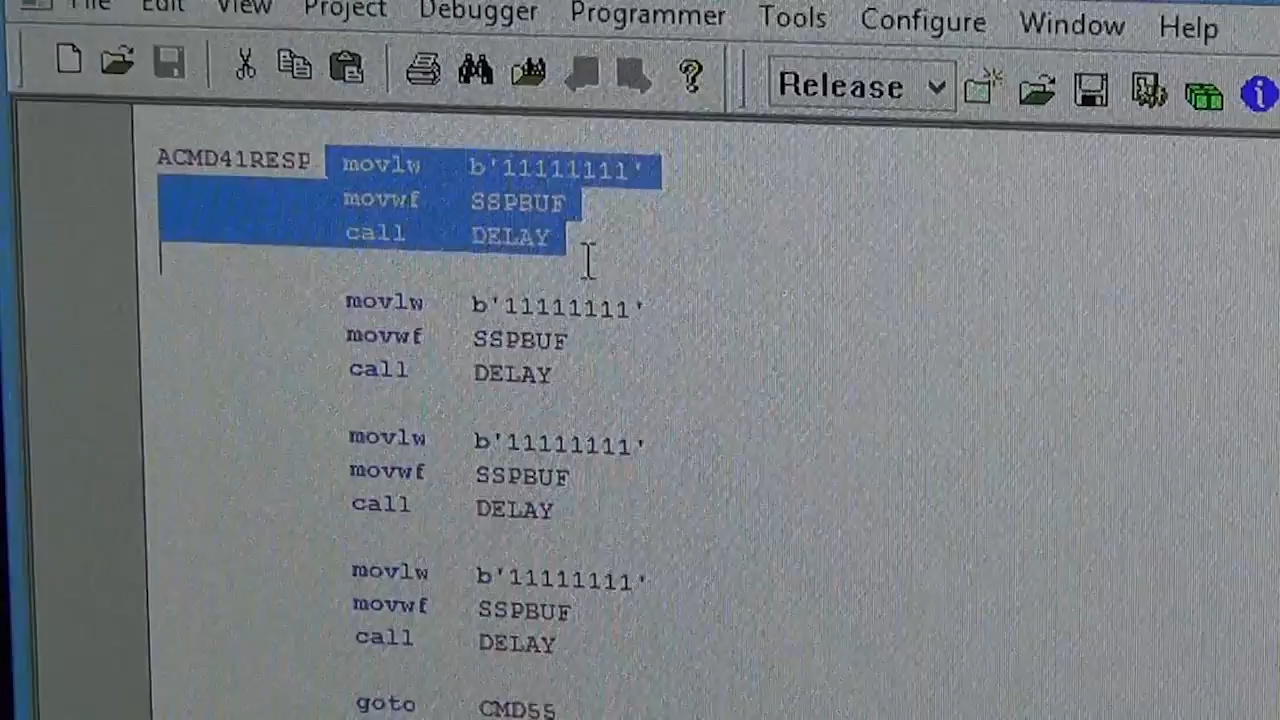 File Edit View Project Debugger Programmer Tools Configure Window Help
Release
ACMD41RESP movlw b'11111111'
movwf SSPBUF
call DELAY
movlw b'11111111'
movwf SSPBUF
call DELAY
movlw b'11111111'
movwf SSPBUF
call DELAY
movlw b'11111111'
movwf SSPBUF
call DELAY
goto CMD55